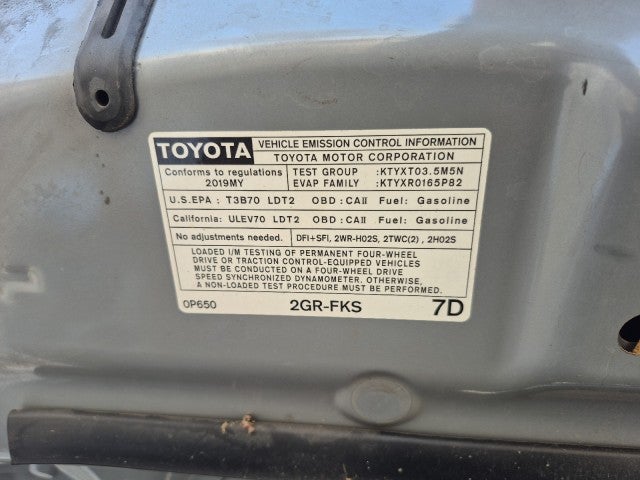 TOYOTA VEHICLE EMISSION CONTROL INFORMATION
TOYOTA MOTOR CORPORATION
Conforms to regulations
2019MY
TEST GROUP : KTYXT03.5M5N
EVAP FAMILY : KTYXR0165P82
U.S.EPA : T3B70 LDT2 OBD : CAII Fuel: Gasoline
California: ULEV70 LDT2 OBD : CAII Fuel: Gasoline
No adjustments needed. DFI+SFI, 2WR-HO2S, 2TWC(2), 2HO2S
LOADED I/M TESTING OF PERMANENT FOUR-WHEEL
DRIVE OR TRACTION CONTROL-EQUIPPED VEHICLES
MUST BE CONDUCTED ON A FOUR-WHEEL DRIVE
SPEED SYNCHRONIZED DYNAMOMETER. OTHERWISE,
A NON-LOADED TEST PROCEDURE MUST BE USED.
0P650 2GR-FKS 7D